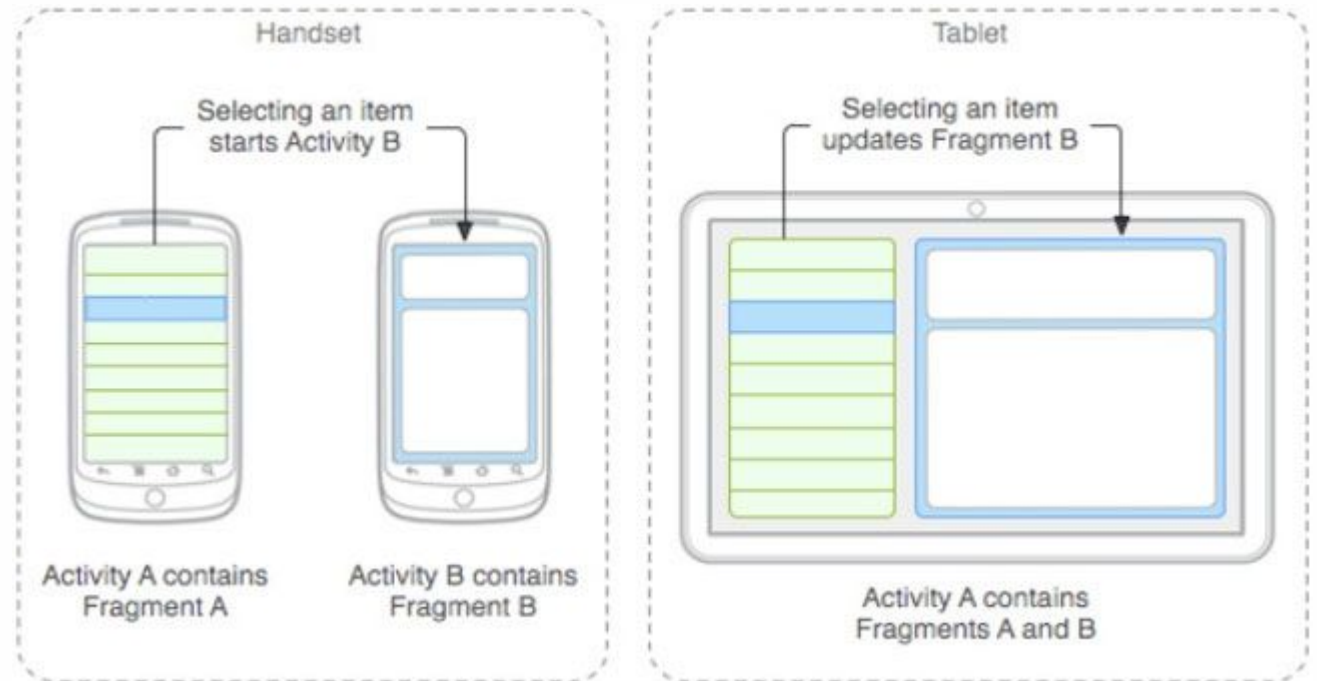 Handset
Selecting an item
starts Activity B
Activity A contains
Fragment A
Activity B contains
Fragment B
Tablet
Selecting an item
updates Fragment B
Activity A contains
Fragments A and B